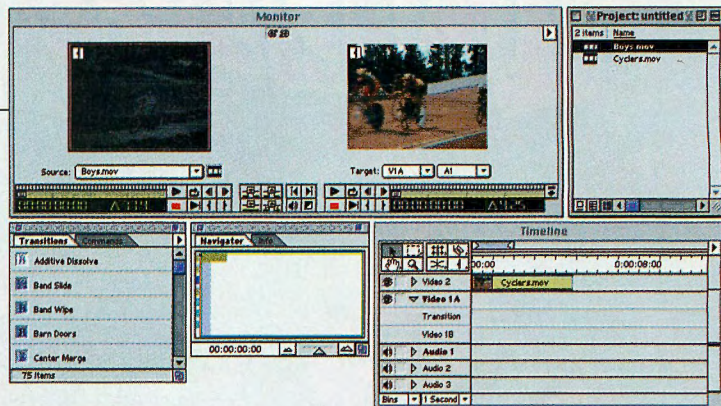 Monitor
Project: untitled
2 items Name
Boys.mov
Cyclers.mov
Source: Boys.mov
Target: V1A A1
Transitions Commands
Additive Dissolve
Band Slide
Band Wipe
Barn Doors
Center Merge
75 Items
Navigator Info
00:00:00:00
Timeline
0:00:08:00
Video 2 Cyclers.mov
Video 1A
Transition
Video 1B
Audio 1
Audio 2
Audio 3
Bins 1 Second